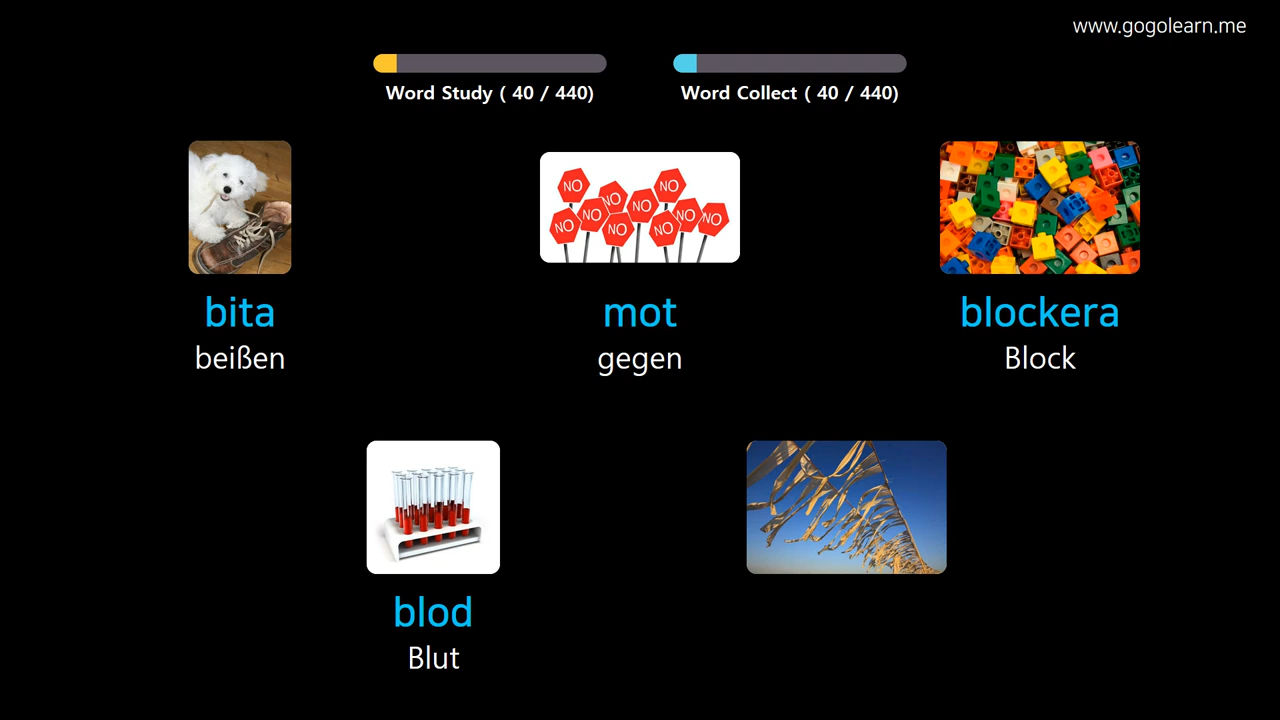 www.gogolearn.me
Word Study ( 40 / 440)
Word Collect ( 40 / 440)
NO NO NO NO NO NO NO NO NO NO
bita
beißen
mot
gegen
blockera
Block
blod
Blut